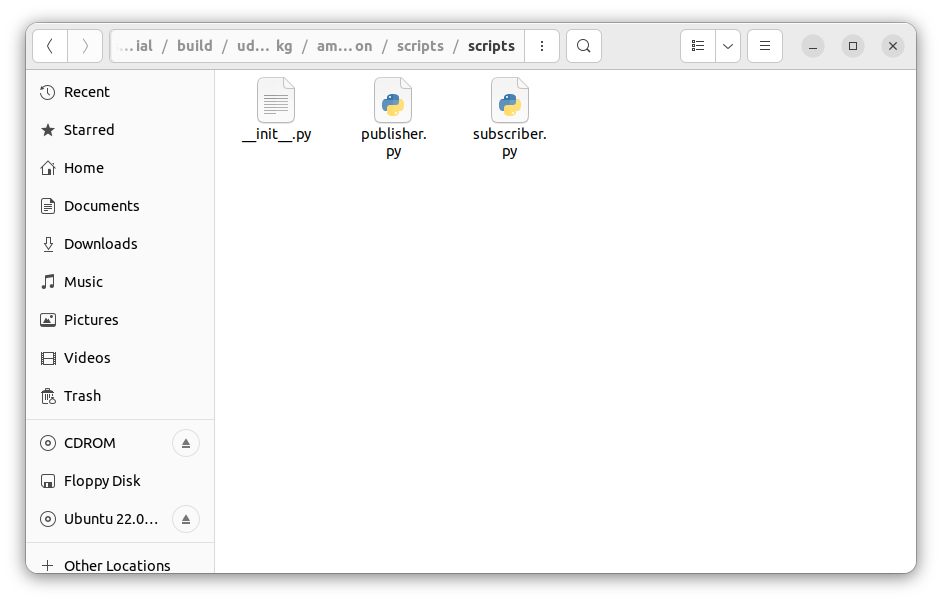 …ial / build / ud… kg / am…on / scripts / scripts
Recent
Starred
Home
Documents
Downloads
Music
Pictures
Videos
Trash
CDROM
Floppy Disk
Ubuntu 22.0…
Other Locations
__init__.py
publisher.
py
subscriber.
py